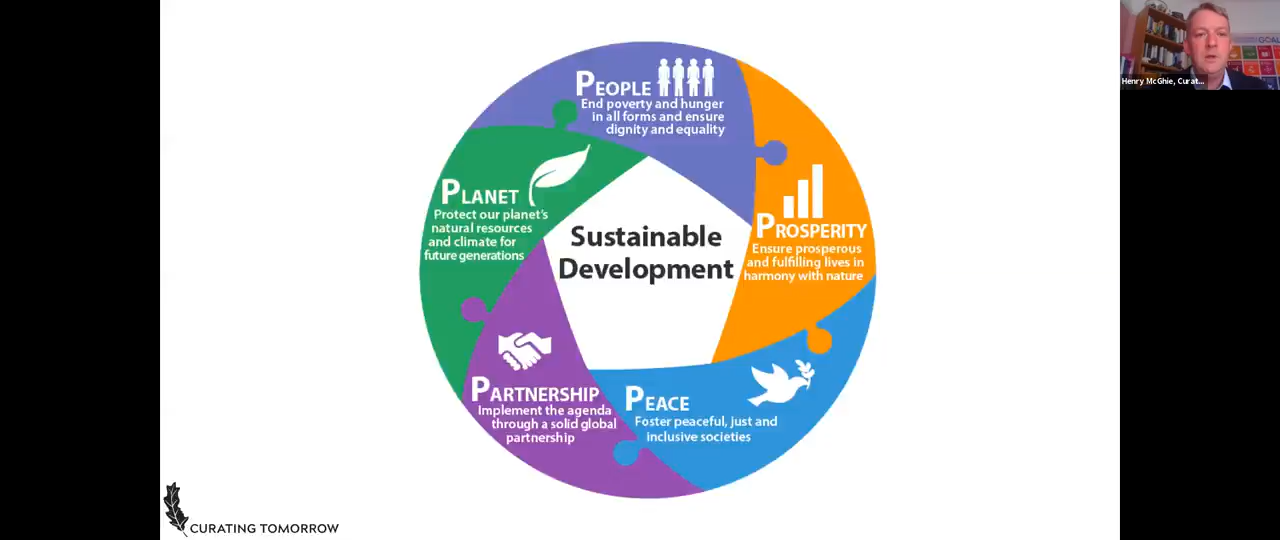 PEOPLE
End poverty and hunger
in all forms and ensure
dignity and equality
PROSPERITY
Ensure prosperous
and fulfilling lives in
harmony with nature
PEACE
Foster peaceful, just and
inclusive societies
PARTNERSHIP
Implement the agenda
through a solid global
partnership
PLANET
Protect our planet's
natural resources
and climate for
future generations
Sustainable
Development
CURATING TOMORROW
Henry McGhie, Curat...
GOAL